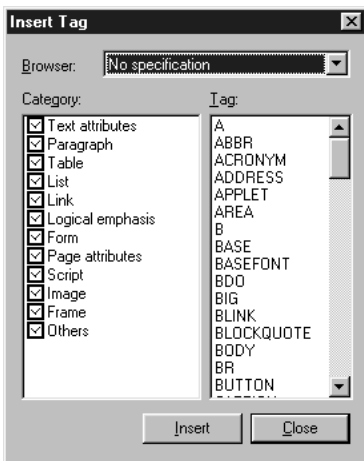 Insert Tag
Browser: No specification
Category:
Text attributes
Paragraph
Table
List
Link
Logical emphasis
Form
Page attributes
Script
Image
Frame
Others
Tag:
A
ABBR
ACRONYM
ADDRESS
APPLET
AREA
B
BASE
BASEFONT
BDO
BIG
BLINK
BLOCKQUOTE
BODY
BR
BUTTON
Insert Close